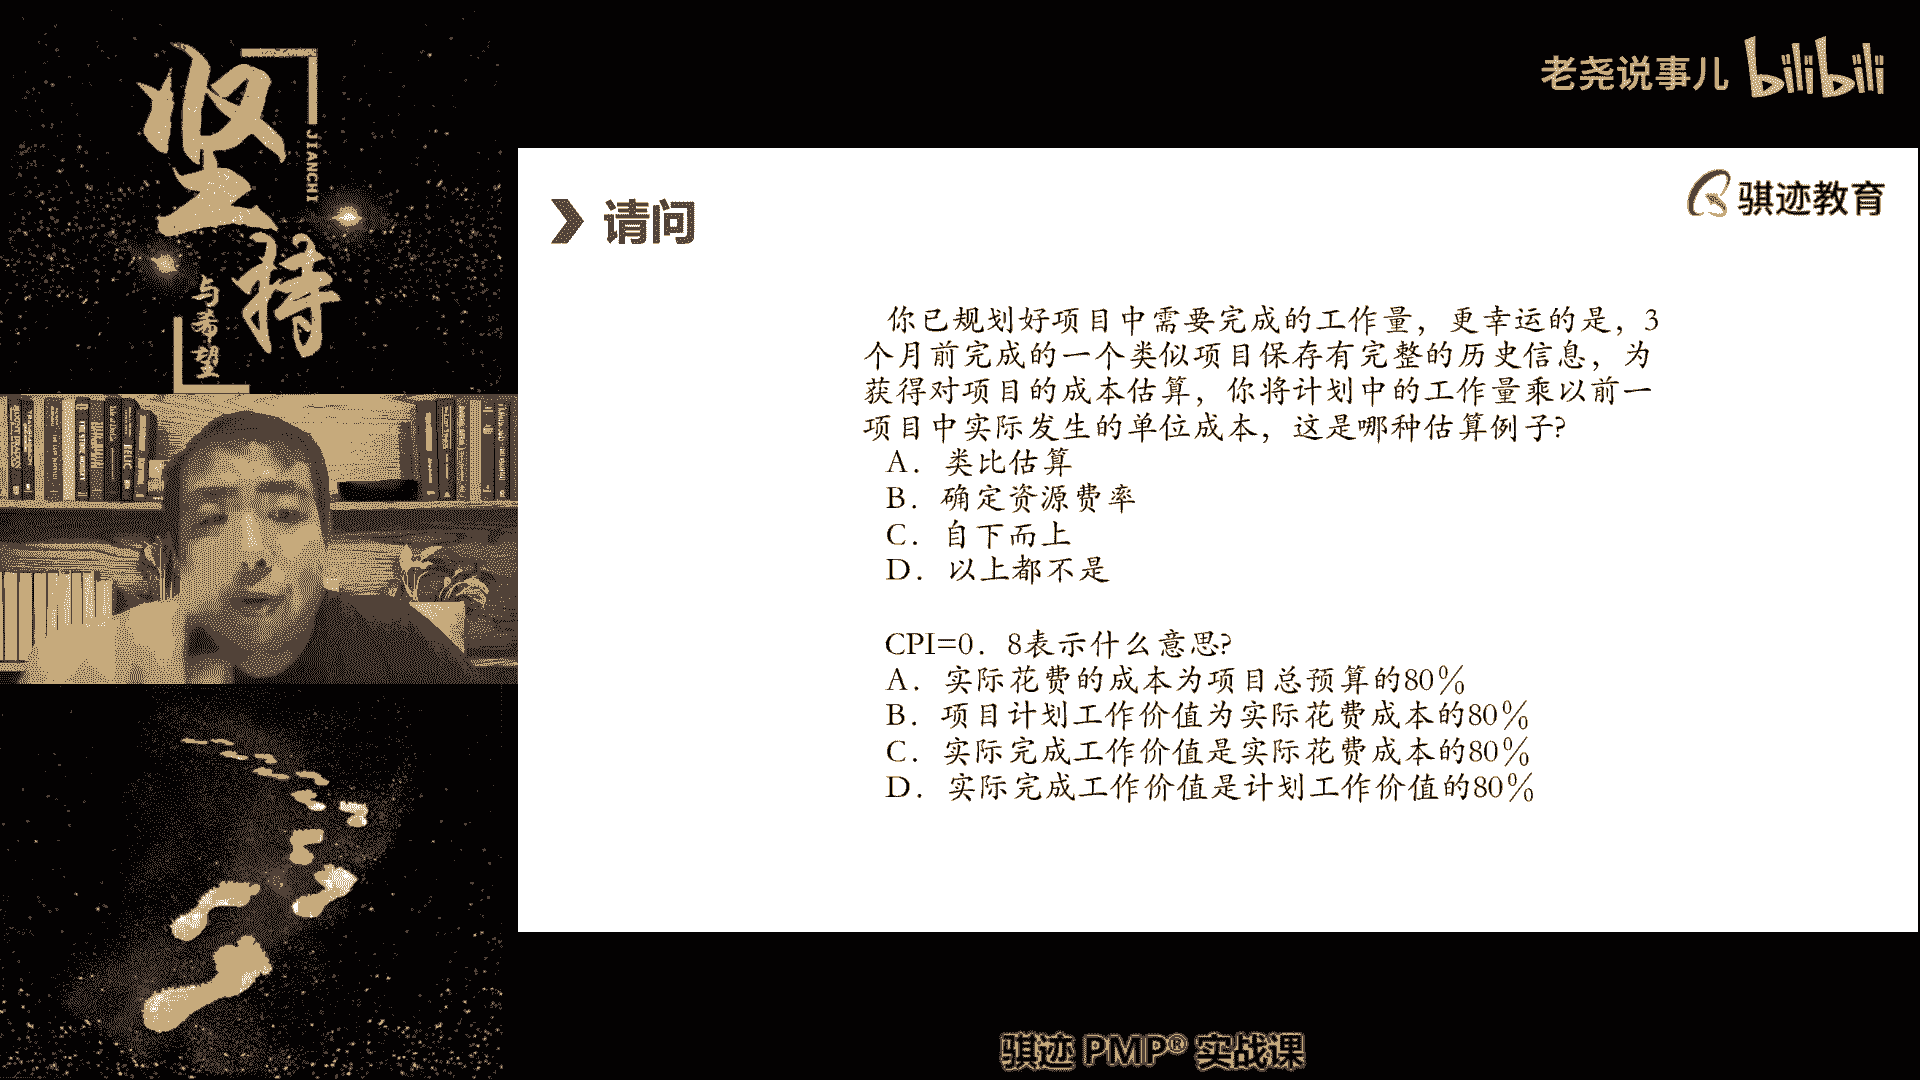 坚持
JIANCHI
与希望
老尧说事儿 bilibili
骐迹教育
请问
你已规划好项目中需要完成的工作量，更幸运的是，3
个月前完成的一个类似项目保存有完整的历史信息，为
获得对项目的成本估算，你将计划中的工作量乘以前一
项目中实际发生的单位成本，这是哪种估算例子?
A．类比估算
B．确定资源费率
C．自下而上
D．以上都不是
CPI=0．8表示什么意思?
A．实际花费的成本为项目总预算的80％
B．项目计划工作价值为实际花费成本的80％
C．实际完成工作价值是实际花费成本的80％
D．实际完成工作价值是计划工作价值的80％
骐迹 PMP® 实战课